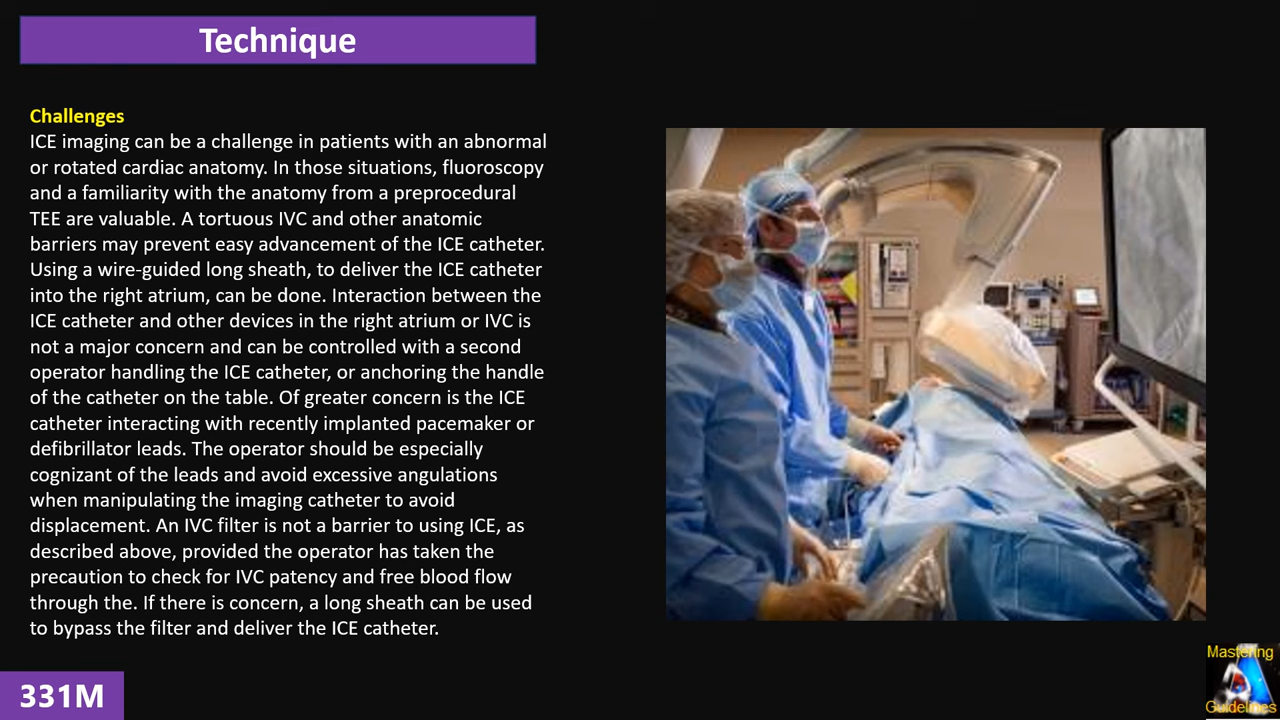 Technique
Challenges
ICE imaging can be a challenge in patients with an abnormal
or rotated cardiac anatomy. In those situations, fluoroscopy
and a familiarity with the anatomy from a preprocedural
TEE are valuable. A tortuous IVC and other anatomic
barriers may prevent easy advancement of the ICE catheter.
Using a wire-guided long sheath, to deliver the ICE catheter
into the right atrium, can be done. Interaction between the
ICE catheter and other devices in the right atrium or IVC is
not a major concern and can be controlled with a second
operator handling the ICE catheter, or anchoring the handle
of the catheter on the table. Of greater concern is the ICE
catheter interacting with recently implanted pacemaker or
defibrillator leads. The operator should be especially
cognizant of the leads and avoid excessive angulations
when manipulating the imaging catheter to avoid
displacement. An IVC filter is not a barrier to using ICE, as
described above, provided the operator has taken the
precaution to check for IVC patency and free blood flow
through the. If there is concern, a long sheath can be used
to bypass the filter and deliver the ICE catheter.
331M
Mastering
Guidelines